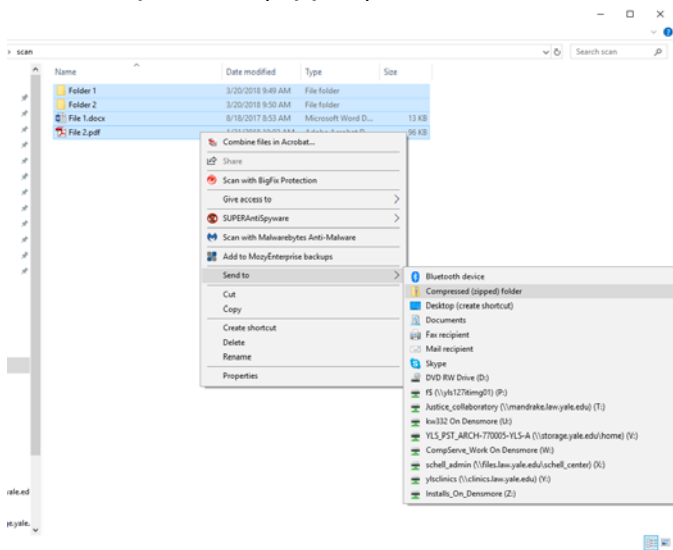 scan
Search scan
Name Date modified Type Size
Folder 1 3/20/2018 9:49 AM File folder
Folder 2 3/20/2018 9:50 AM File folder
File 1.docx 8/18/2017 8:53 AM Microsoft Word D... 13 KB
File 2.pdf 96 KB
Combine files in Acrobat...
Share
Scan with BigFix Protection
Give access to
SUPERAntiSpyware
Scan with Malwarebytes Anti-Malware
Add to MozyEnterprise backups
Send to
Cut
Copy
Create shortcut
Delete
Rename
Properties
Bluetooth device
Compressed (zipped) folder
Desktop (create shortcut)
Documents
Fax recipient
Mail recipient
Skype
DVD RW Drive (D:)
f$ (\\yls127itimg01) (P:)
Justice_collaboratory (\\mandrake.law.yale.edu) (T:)
kw332 On Densmore (U:)
YLS_PST_ARCH-770005-YLS-A (\\storage.yale.edu\home) (V:)
CompServe_Work On Densmore (W:)
schell_admin (\\files.law.yale.edu\schell_center) (X:)
ylsclinics (\\clinics.law.yale.edu) (Y:)
Installs_On_Densmore (Z:)
yale.ed
ge.yale.